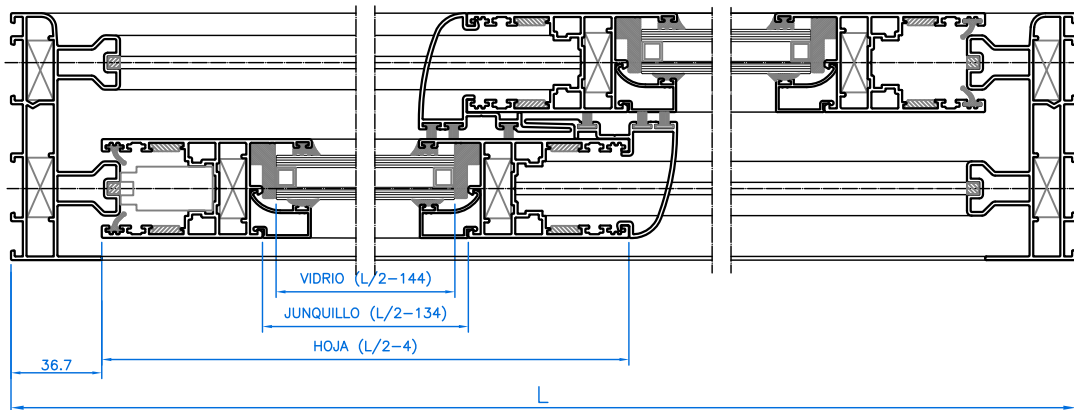 VIDRIO (L/2-144)
JUNQUILLO (L/2-134)
HOJA (L/2-4)
36.7
L